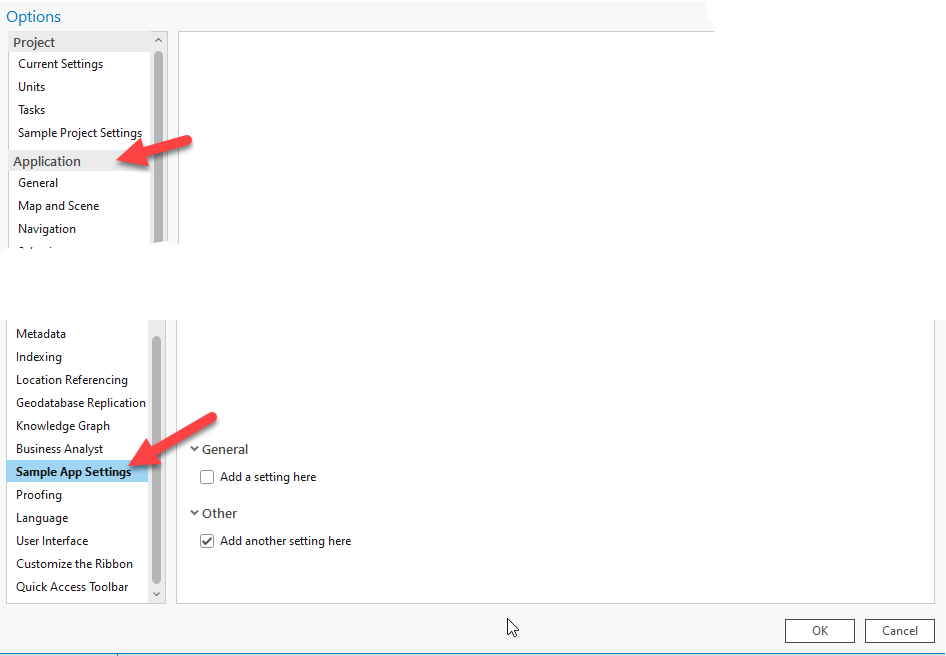 Options
Project
Current Settings
Units
Tasks
Sample Project Settings
Application
General
Map and Scene
Navigation
Metadata
Indexing
Location Referencing
Geodatabase Replication
Knowledge Graph
Business Analyst
Sample App Settings
Proofing
Language
User Interface
Customize the Ribbon
Quick Access Toolbar
General
Add a setting here
Other
Add another setting here
OK
Cancel